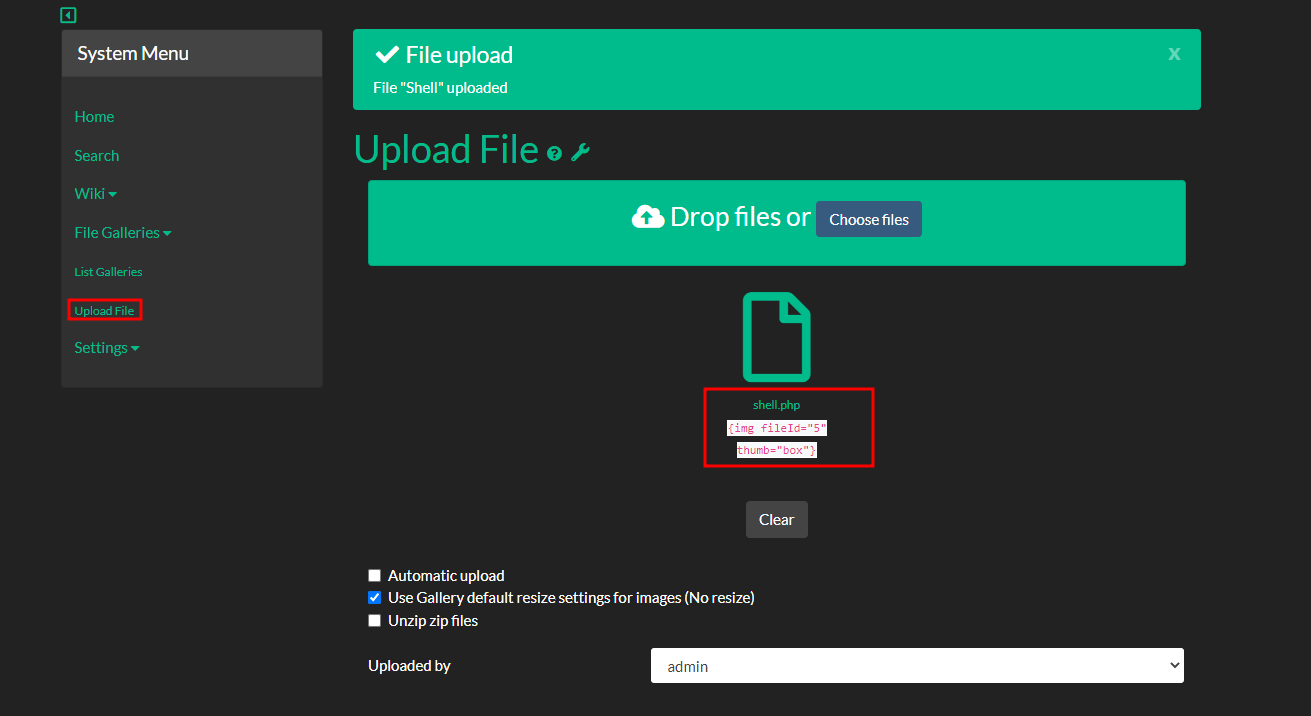 System Menu
Home
Search
Wiki
File Galleries
List Galleries
Upload File
Settings
File upload
x
File "Shell" uploaded
Upload File
Drop files or Choose files
shell.php
{img fileId="5"
thumb="box"}
Clear
Automatic upload
Use Gallery default resize settings for images (No resize)
Unzip zip files
Uploaded by admin